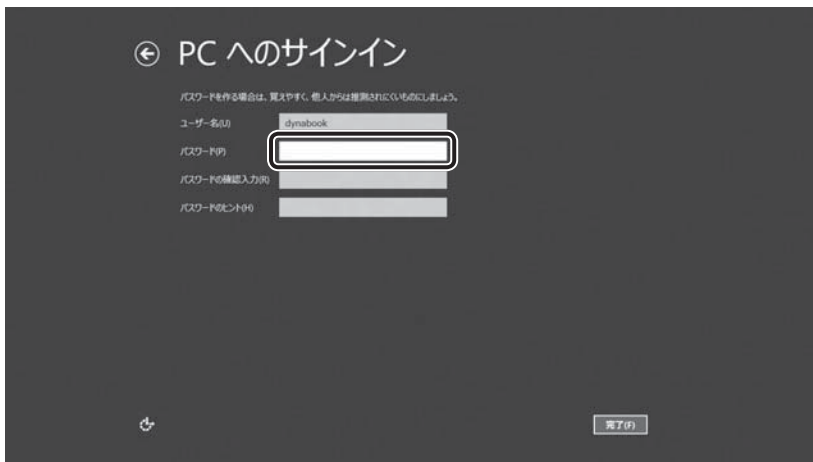 PC へのサインイン
パスワードを作る場合は、覚えやすく、他人からは推測されにくいものにしましょう。
ユーザー名(U)
dynabook
パスワード(P)
パスワードの確認入力(R)
パスワードのヒント(H)
完了(F)